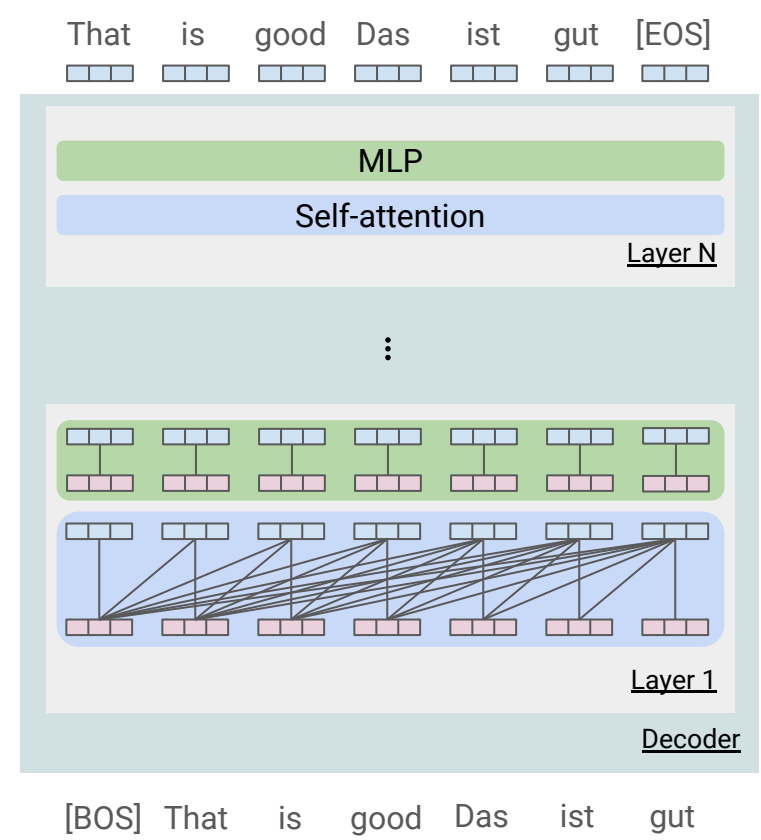 That is good Das ist gut [EOS]
MLP
Self-attention
Layer N
Layer 1
Decoder
[BOS] That is good Das ist gut